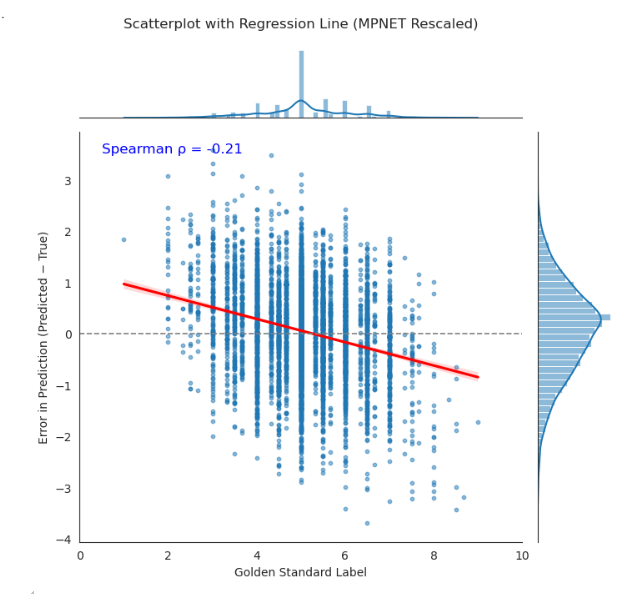 Scatterplot with Regression Line (MPNET Rescaled)
Spearman ρ = -0.21
3
2
1
0
−1
−2
−3
−4
Error in Prediction (Predicted − True)
0 2 4 6 8 10
Golden Standard Label